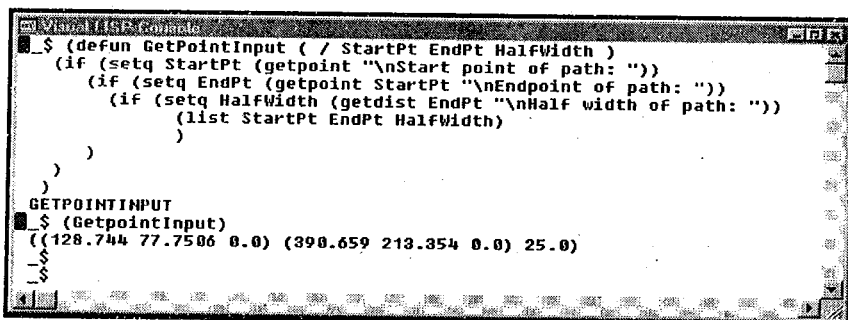 Visual LISP Console
_$ (defun GetPointInput ( / StartPt EndPt HalfWidth )
(if (setq StartPt (getpoint "\nStart point of path: "))
(if (setq EndPt (getpoint StartPt "\nEndpoint of path: "))
(if (setq HalfWidth (getdist EndPt "\nHalf width of path: "))
(list StartPt EndPt HalfWidth)
)
)
)
)
GETPOINTINPUT
_$ (GetpointInput)
((128.744 77.7506 0.0) (390.659 213.354 0.0) 25.0)
_$
_$